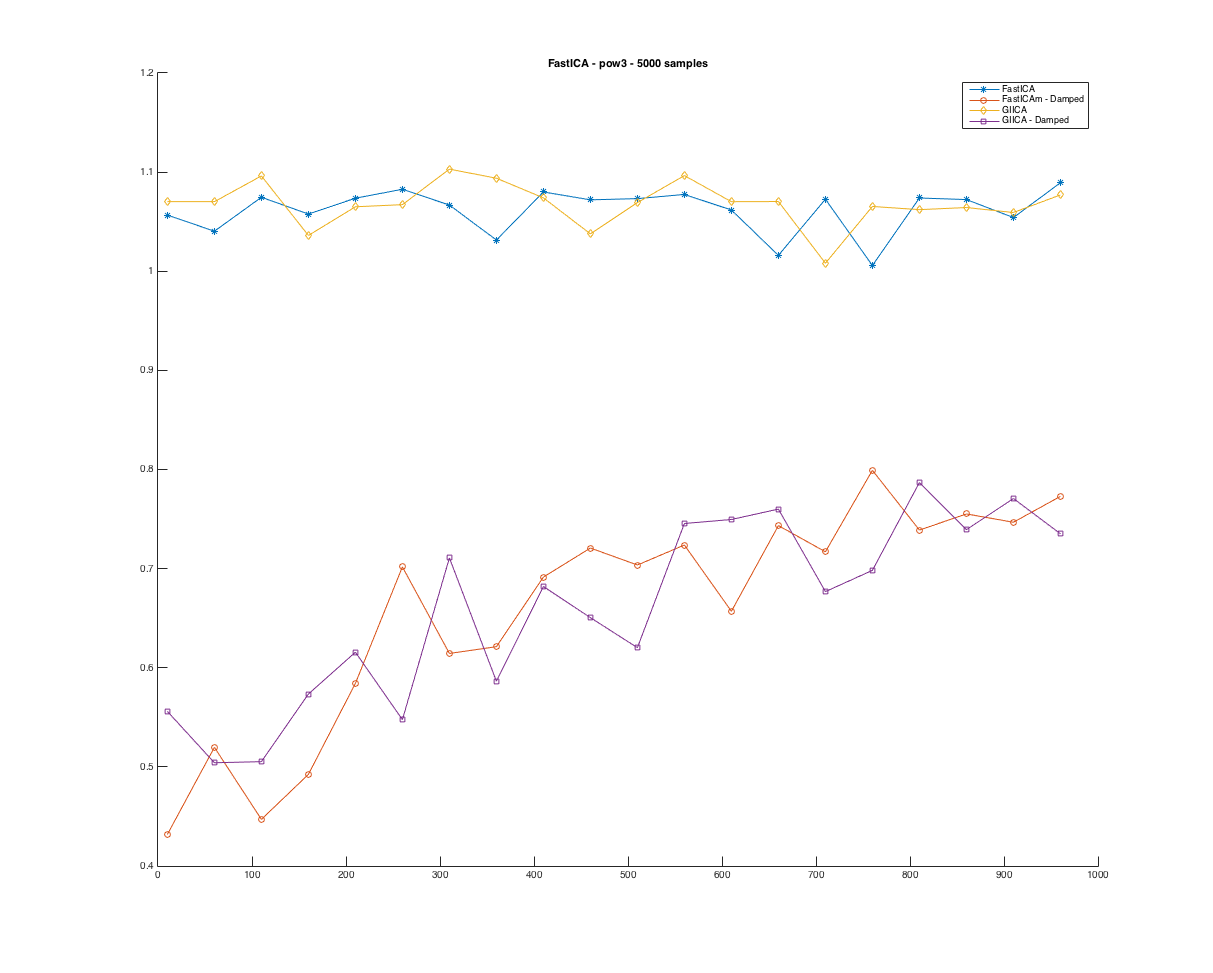 FastICA - pow3 - 5000 samples
FastICA
FastICAm - Damped
GIICA
GIICA - Damped
1.2
1.1
1
0.9
0.8
0.7
0.6
0.5
0.4
0 100 200 300 400 500 600 700 800 900 1000